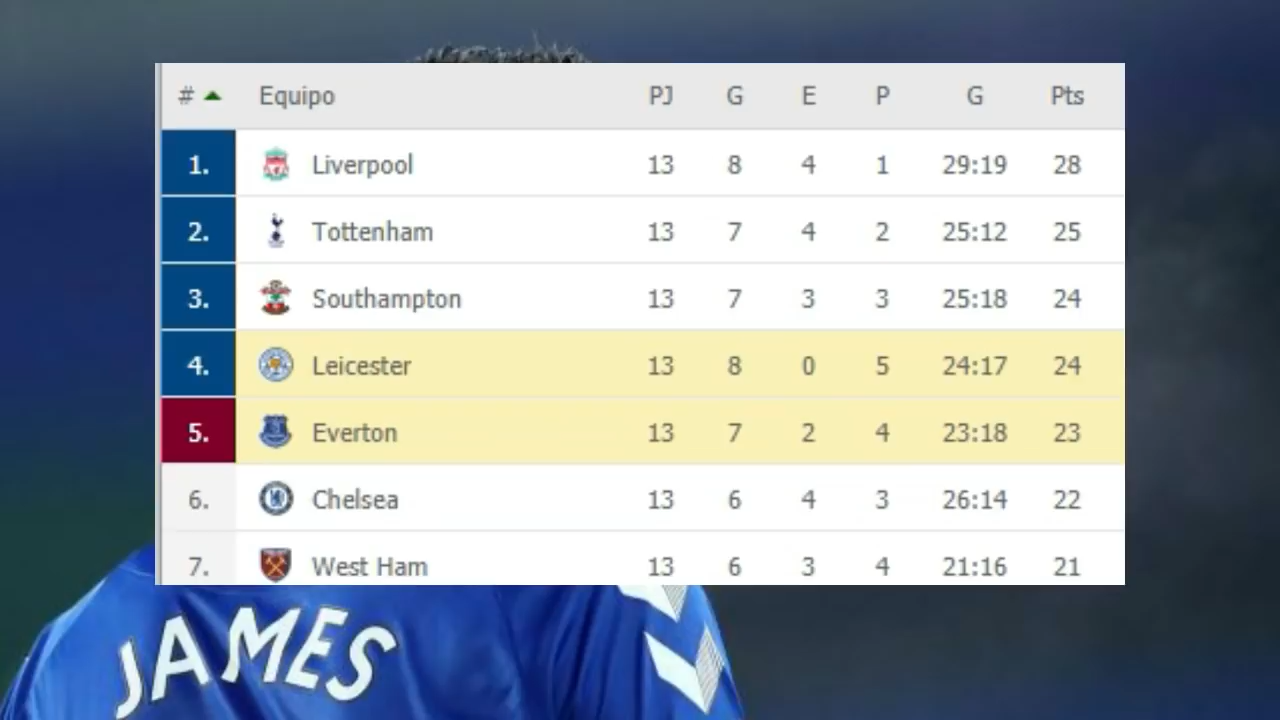 # Equipo PJ G E P G Pts
1. Liverpool 13 8 4 1 29:19 28
2. Tottenham 13 7 4 2 25:12 25
3. Southampton 13 7 3 3 25:18 24
4. Leicester 13 8 0 5 24:17 24
5. Everton 13 7 2 4 23:18 23
6. Chelsea 13 6 4 3 26:14 22
7. West Ham 13 6 3 4 21:16 21
JAMES